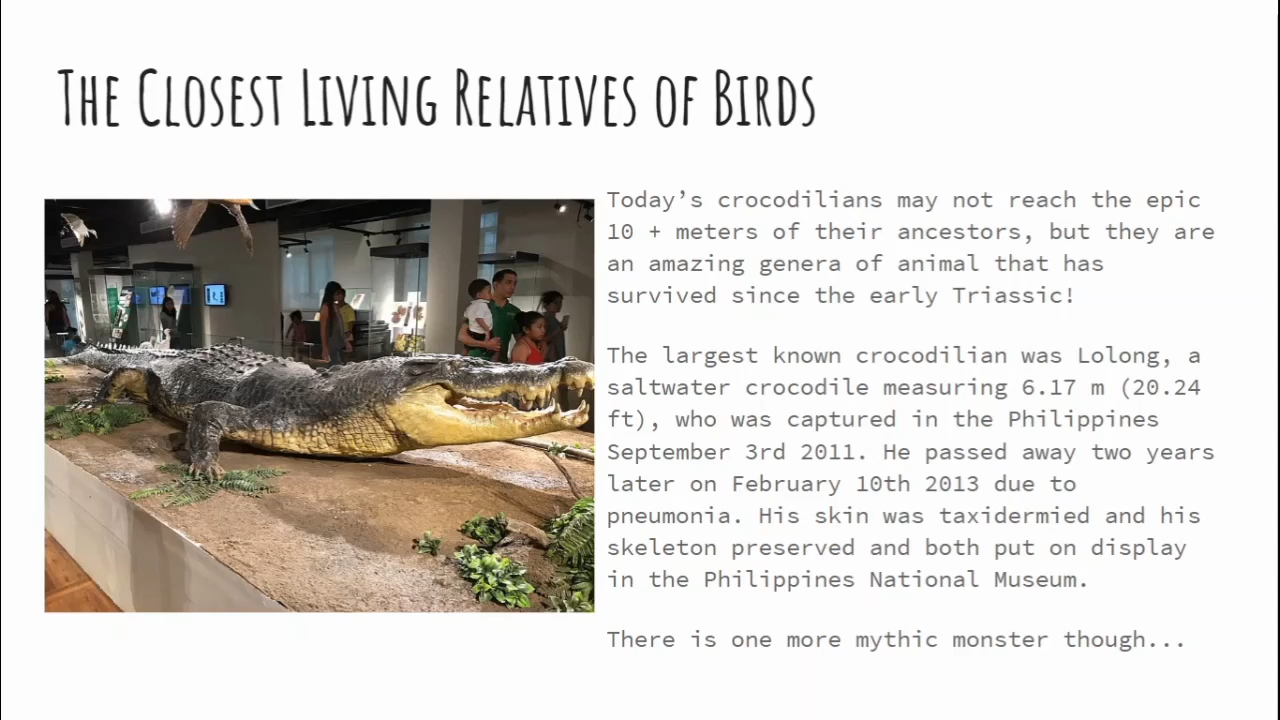 The Closest Living Relatives of Birds
Today’s crocodilians may not reach the epic
10 + meters of their ancestors, but they are
an amazing genera of animal that has
survived since the early Triassic!
The largest known crocodilian was Lolong, a
saltwater crocodile measuring 6.17 m (20.24
ft), who was captured in the Philippines
September 3rd 2011. He passed away two years
later on February 10th 2013 due to
pneumonia. His skin was taxidermied and his
skeleton preserved and both put on display
in the Philippines National Museum.
There is one more mythic monster though...